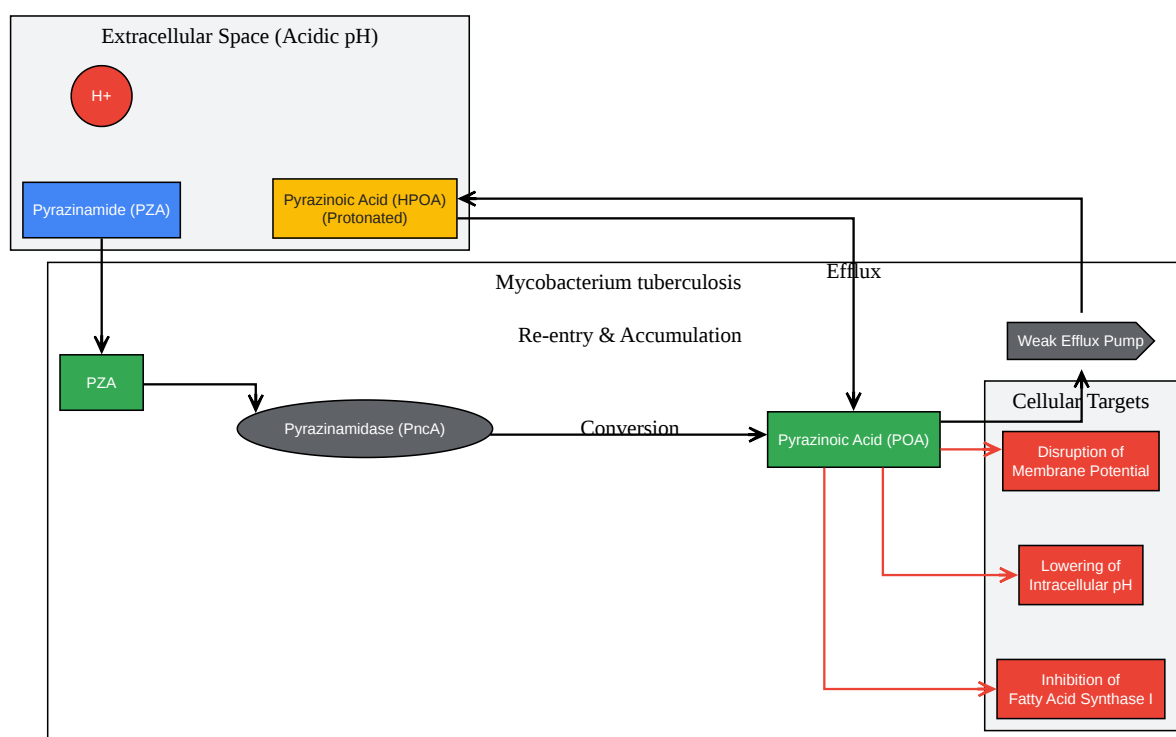 Extracellular Space (Acidic pH)
H+
Pyrazinamide (PZA)
Pyrazinoic Acid (HPOA)
(Protonated)
Efflux
Mycobacterium tuberculosis
Re-entry & Accumulation
Weak Efflux Pump
PZA
Pyrazinamidase (PncA)
Conversion
Pyrazinoic Acid (POA)
Cellular Targets
Disruption of
Membrane Potential
Lowering of
Intracellular pH
Inhibition of
Fatty Acid Synthase I